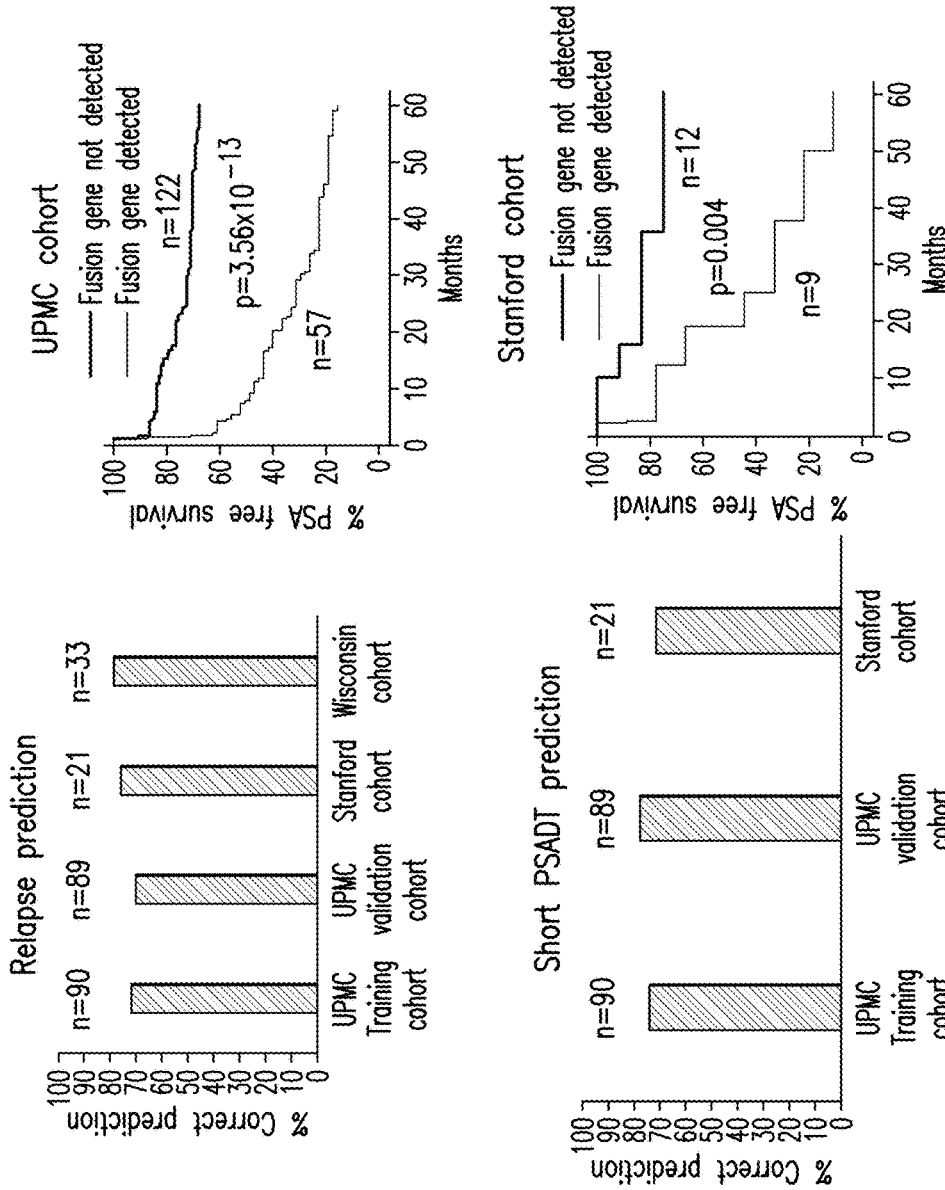 Relapse prediction
% Correct prediction
100
90
80
70
60
50
40
30
20
10
0
n=90
n=89
n=21
n=33
UPMC
Training
cohort
UPMC
validation
cohort
Stanford
cohort
Wisconsin
cohort
UPMC cohort
Fusion gene not detected
Fusion gene detected
% PSA free survival
100
80
60
40
20
0
n=122
p=3.56x10⁻¹³
n=57
0
10
20
30
40
50
60
Months
Short PSADT prediction
% Correct prediction
100
90
80
70
60
50
40
30
20
10
0
n=90
n=89
n=21
UPMC
Training
cohort
UPMC
validation
cohort
Stanford
cohort
Stanford cohort
Fusion gene not detected
Fusion gene detected
% PSA free survival
100
80
60
40
20
0
n=12
p=0.004
n=9
0
10
20
30
40
50
60
Months